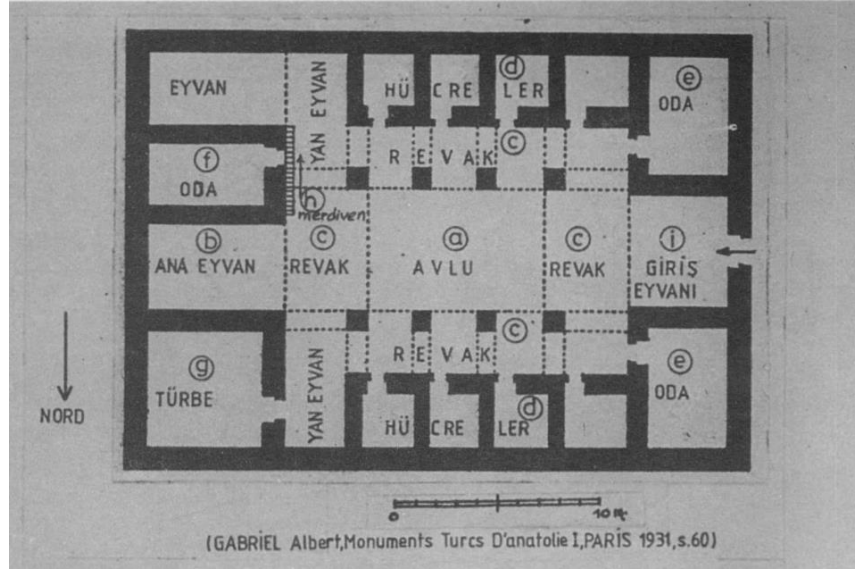 EYVAN
YAN EYVAN
HÜ CRE LER
d
e
ODA
f
ODA
R E V A K
c
h
merdiven
b
ANA EYVAN
c
REVAK
a
AVLU
c
REVAK
i
GİRİŞ
EYVANI
g
TÜRBE
YAN EYVAN
R E V A K
c
HÜ CRE LER
d
e
ODA
NORD
0 10 M
(GABRIEL Albert,Monuments Turcs D'anatolie I,PARİS 1931,s.60)